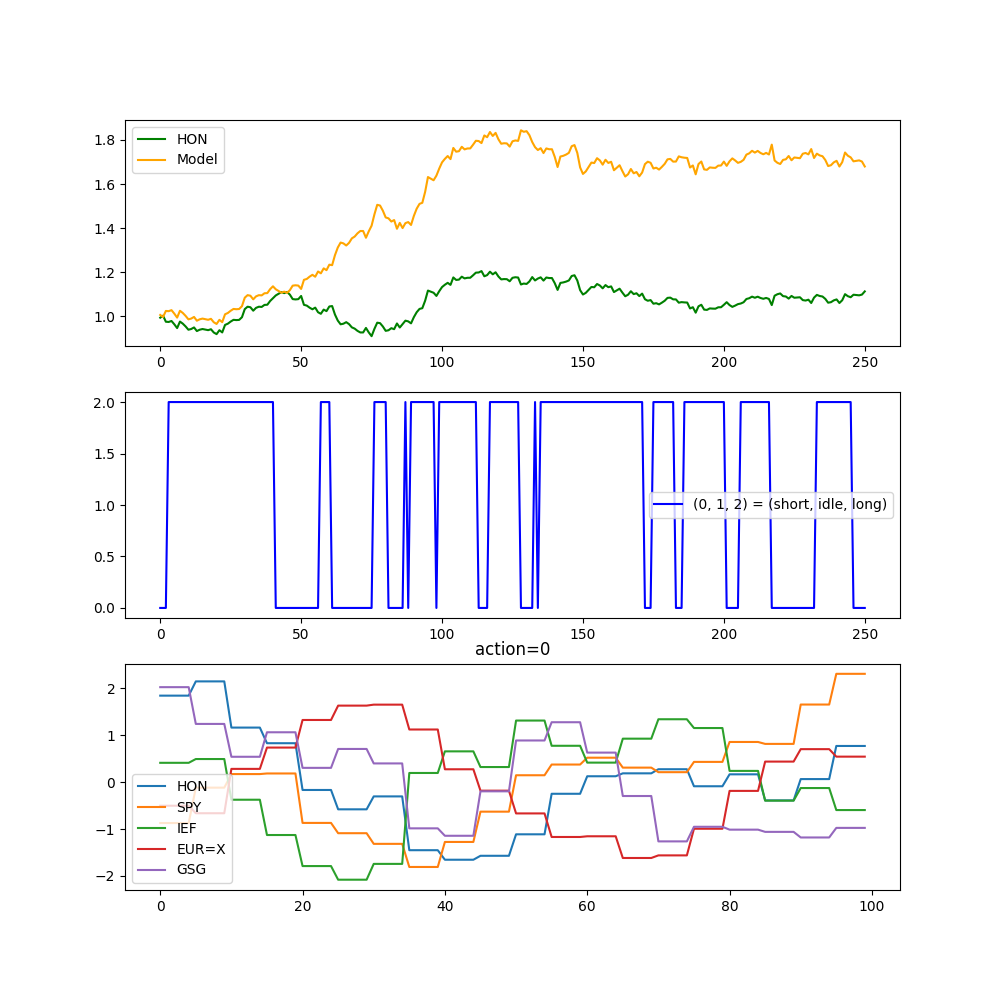 HON
Model
1.8
1.6
1.4
1.2
1.0
0 50 100 150 200 250
2.0
1.5
1.0
0.5
0.0
(0, 1, 2) = (short, idle, long)
0 50 100 150 200 250
action=0
2
1
0
−1
−2
HON
SPY
IEF
EUR=X
GSG
0 20 40 60 80 100